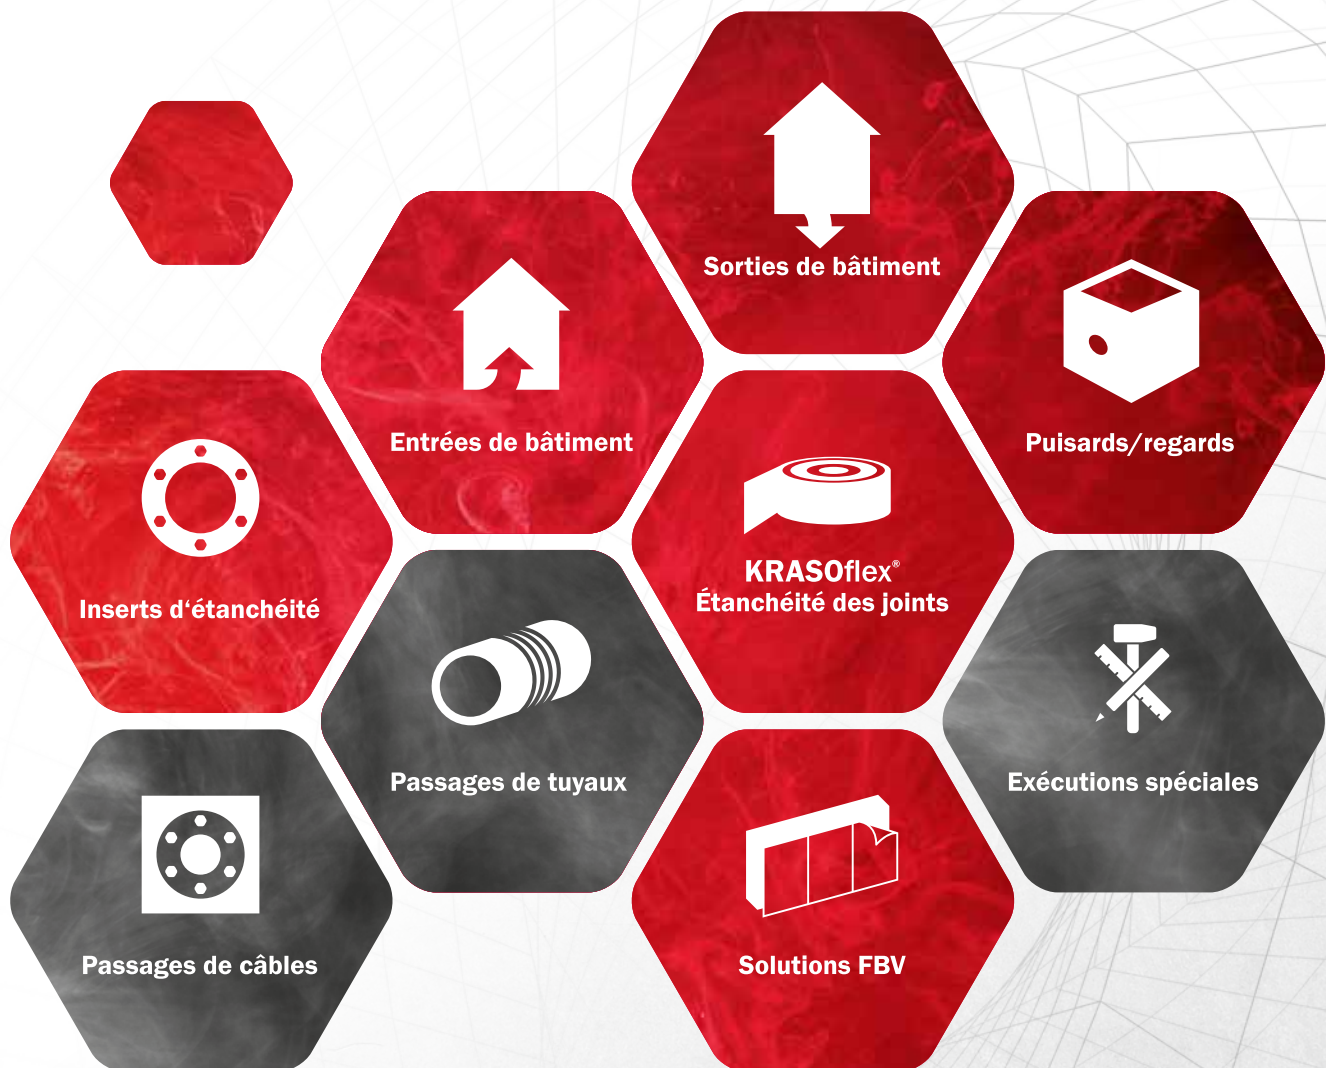 Sorties de bâtiment
Entrées de bâtiment
Puisards/regards
Inserts d‘étanchéité
KRASOflex®
Étanchéité des joints
Passages de tuyaux
Exécutions spéciales
Passages de câbles
Solutions FBV